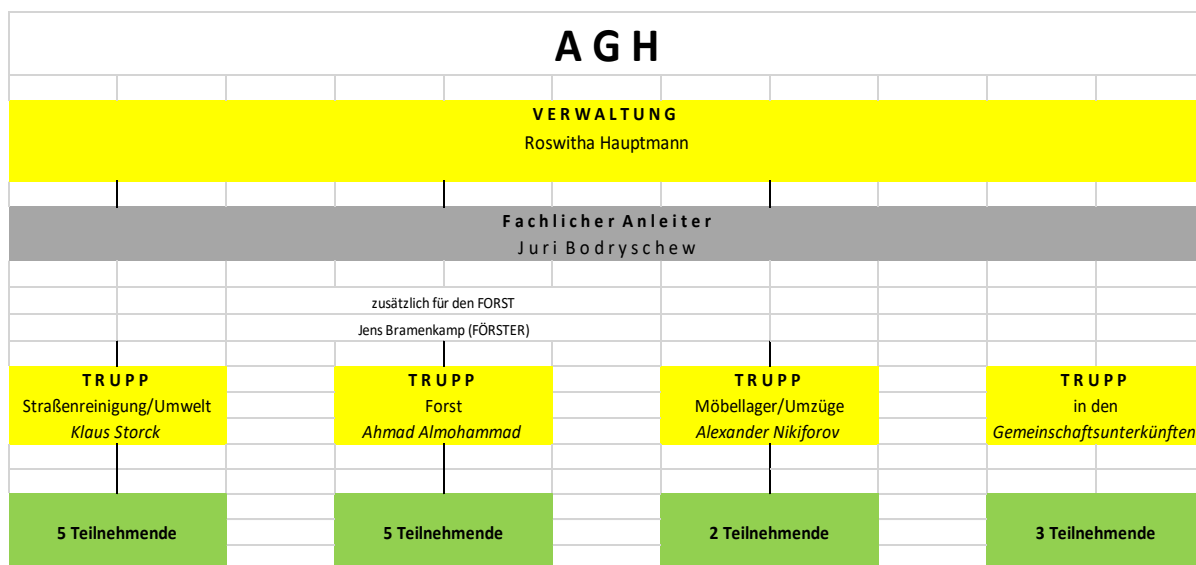 A G H
V E R W A L T U N G
Roswitha Hauptmann
F a c h l i c h e r  A n l e i t e r
J u r i  B o d r y s c h e w
zusätzlich für den FORST
Jens Bramenkamp (FÖRSTER)
T R U P P
Straßenreinigung/Umwelt
Klaus Storck
T R U P P
Forst
Ahmad Almohammad
T R U P P
Möbellager/Umzüge
Alexander Nikiforov
T R U P P
in den
Gemeinschaftsunterkünften
5 Teilnehmende
5 Teilnehmende
2 Teilnehmende
3 Teilnehmende